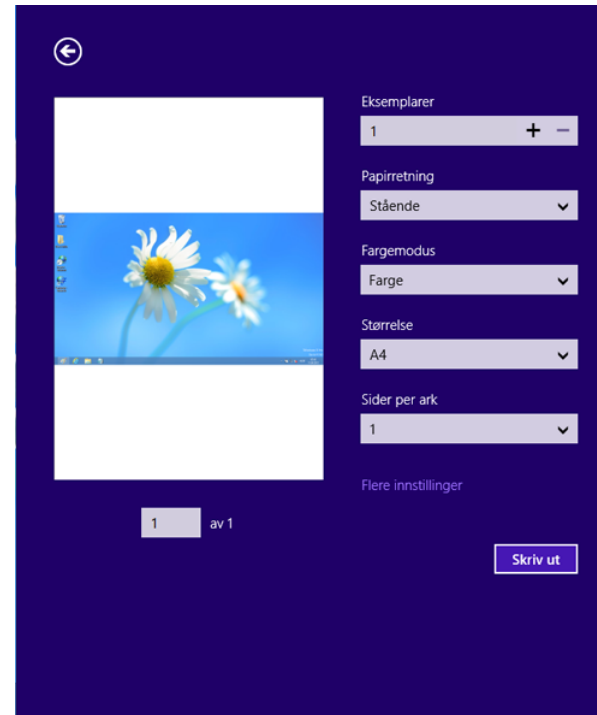 Eksemplarer
1
Papirretning
Stående
Fargemodus
Farge
Størrelse
A4
Sider per ark
1
Flere innstillinger
1 av 1
Skriv ut